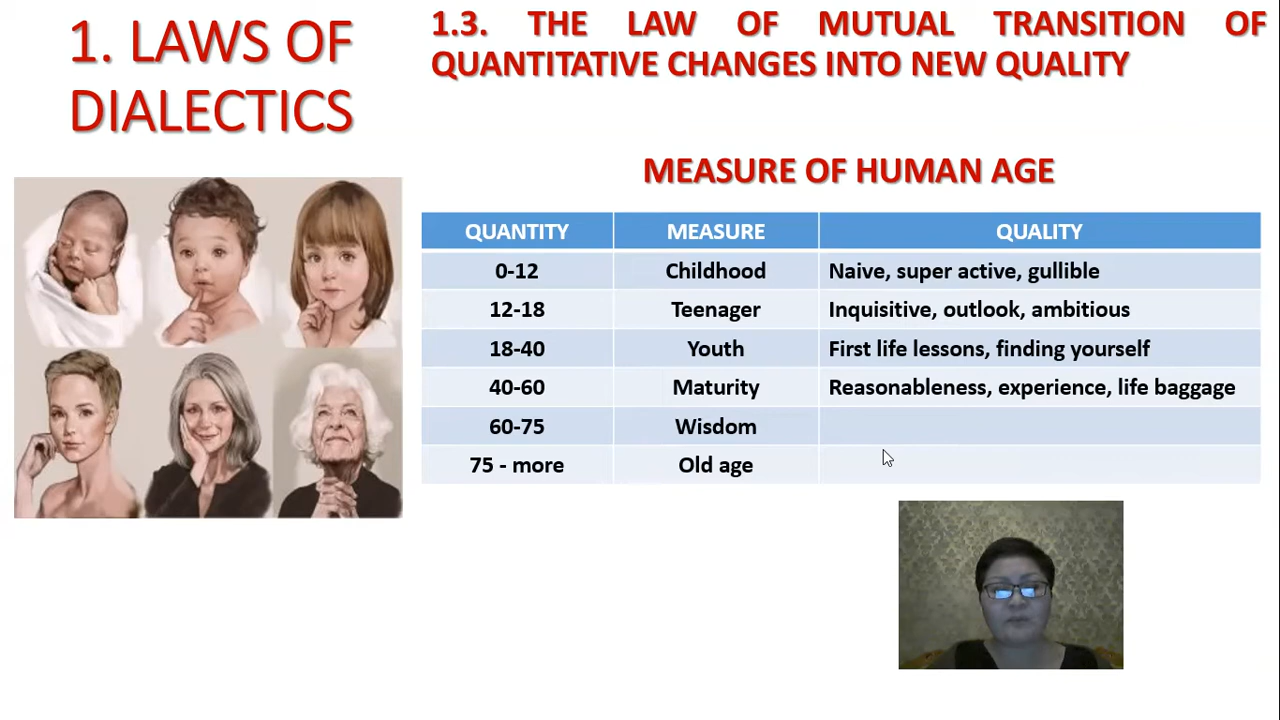 1. LAWS OF
DIALECTICS
1.3. THE LAW OF MUTUAL TRANSITION OF
QUANTITATIVE CHANGES INTO NEW QUALITY
MEASURE OF HUMAN AGE
QUANTITY MEASURE QUALITY
0-12 Childhood Naive, super active, gullible
12-18 Teenager Inquisitive, outlook, ambitious
18-40 Youth First life lessons, finding yourself
40-60 Maturity Reasonableness, experience, life baggage
60-75 Wisdom
75 - more Old age